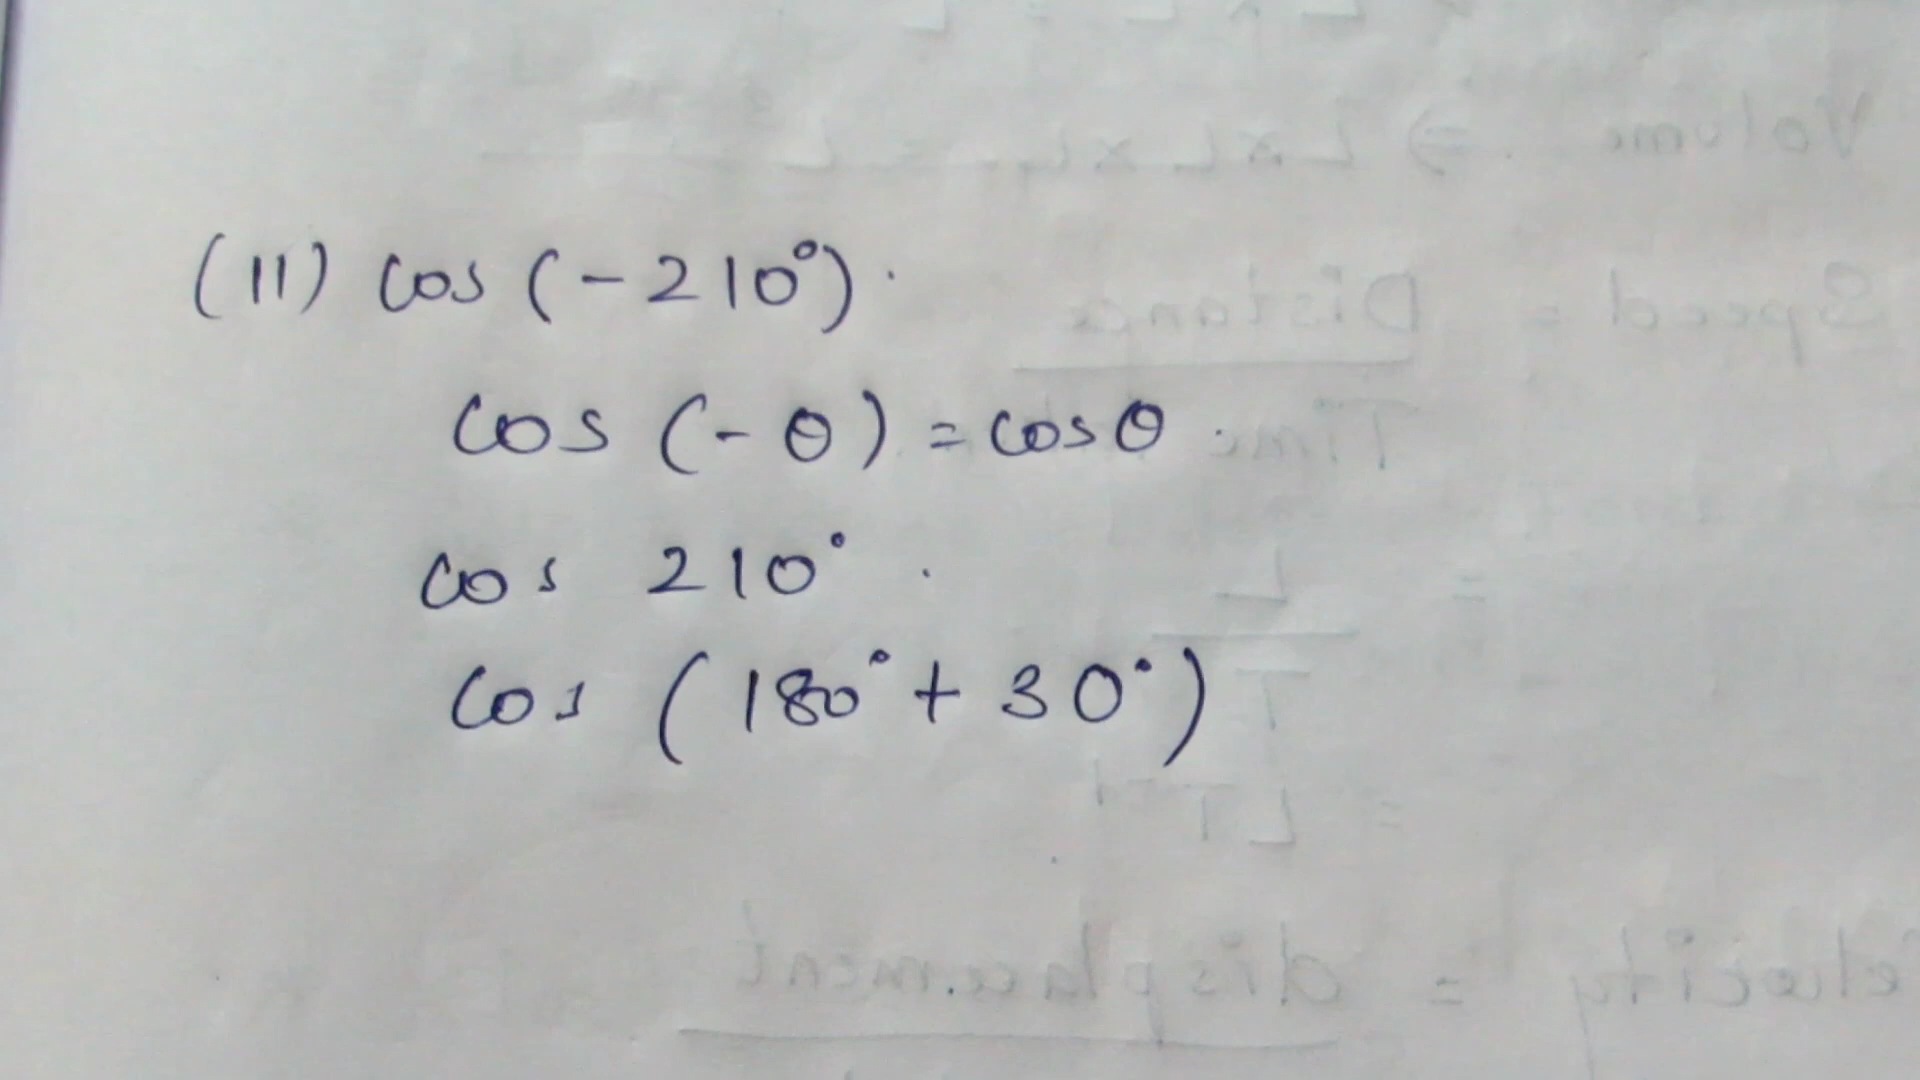 (11) cos (-210°).
cos (-θ) = cos θ.
cos 210°.
cos (180° + 30°)